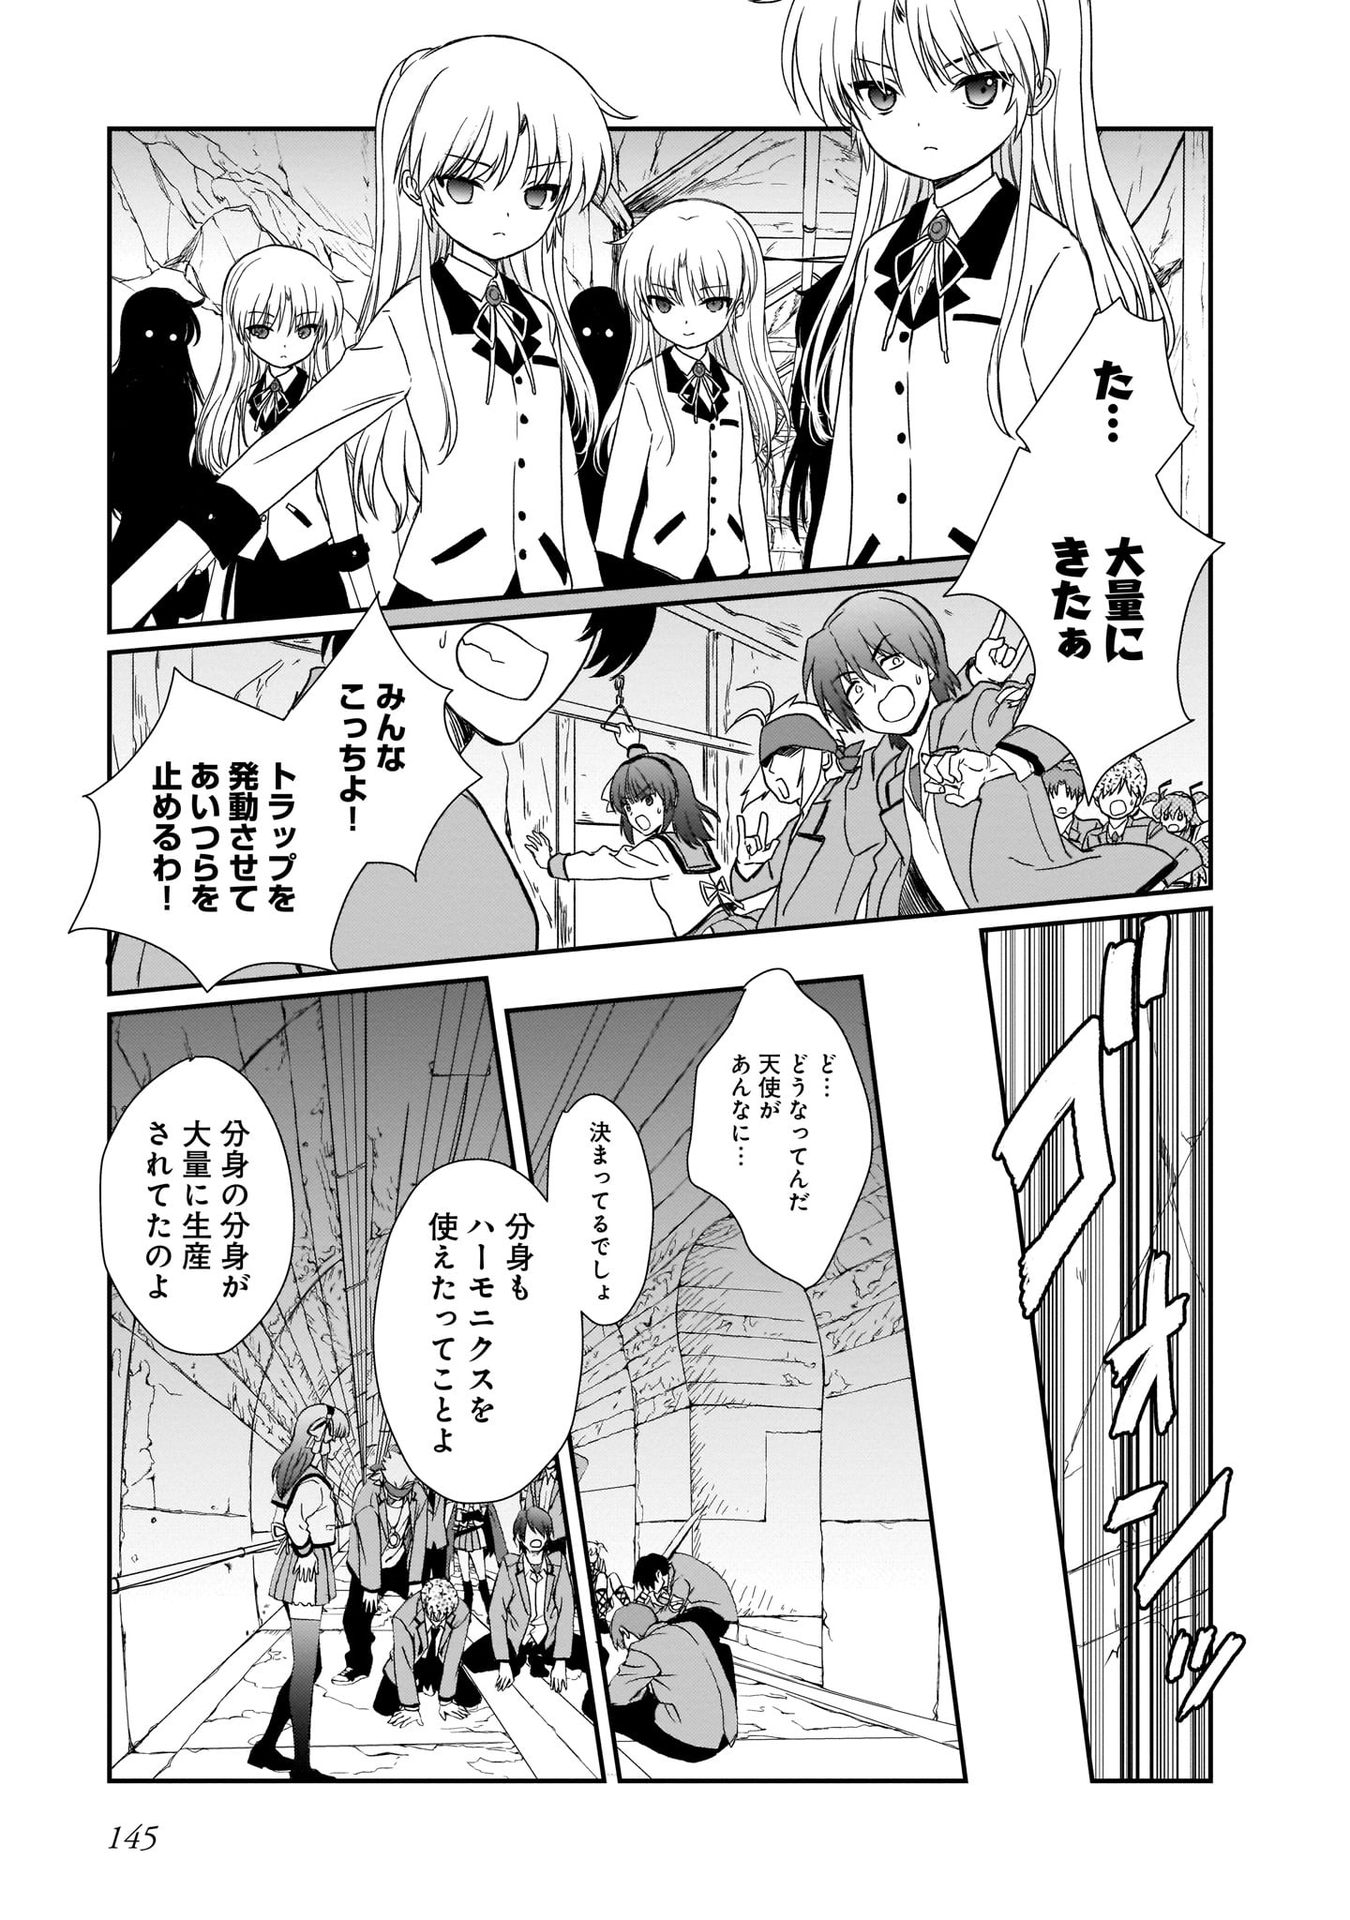 た…
大量に
きたぁ
みんな
こっちよ!
トラップを
発動させて
あいつらを
止めるわ!
ゴオンッ
ど…
どうなってんだ
天使が
あんなに…
決まってるでしょ
分身も
ハーモニクスを
使えたってことよ
分身の分身が
大量に生産
されてたのよ
145